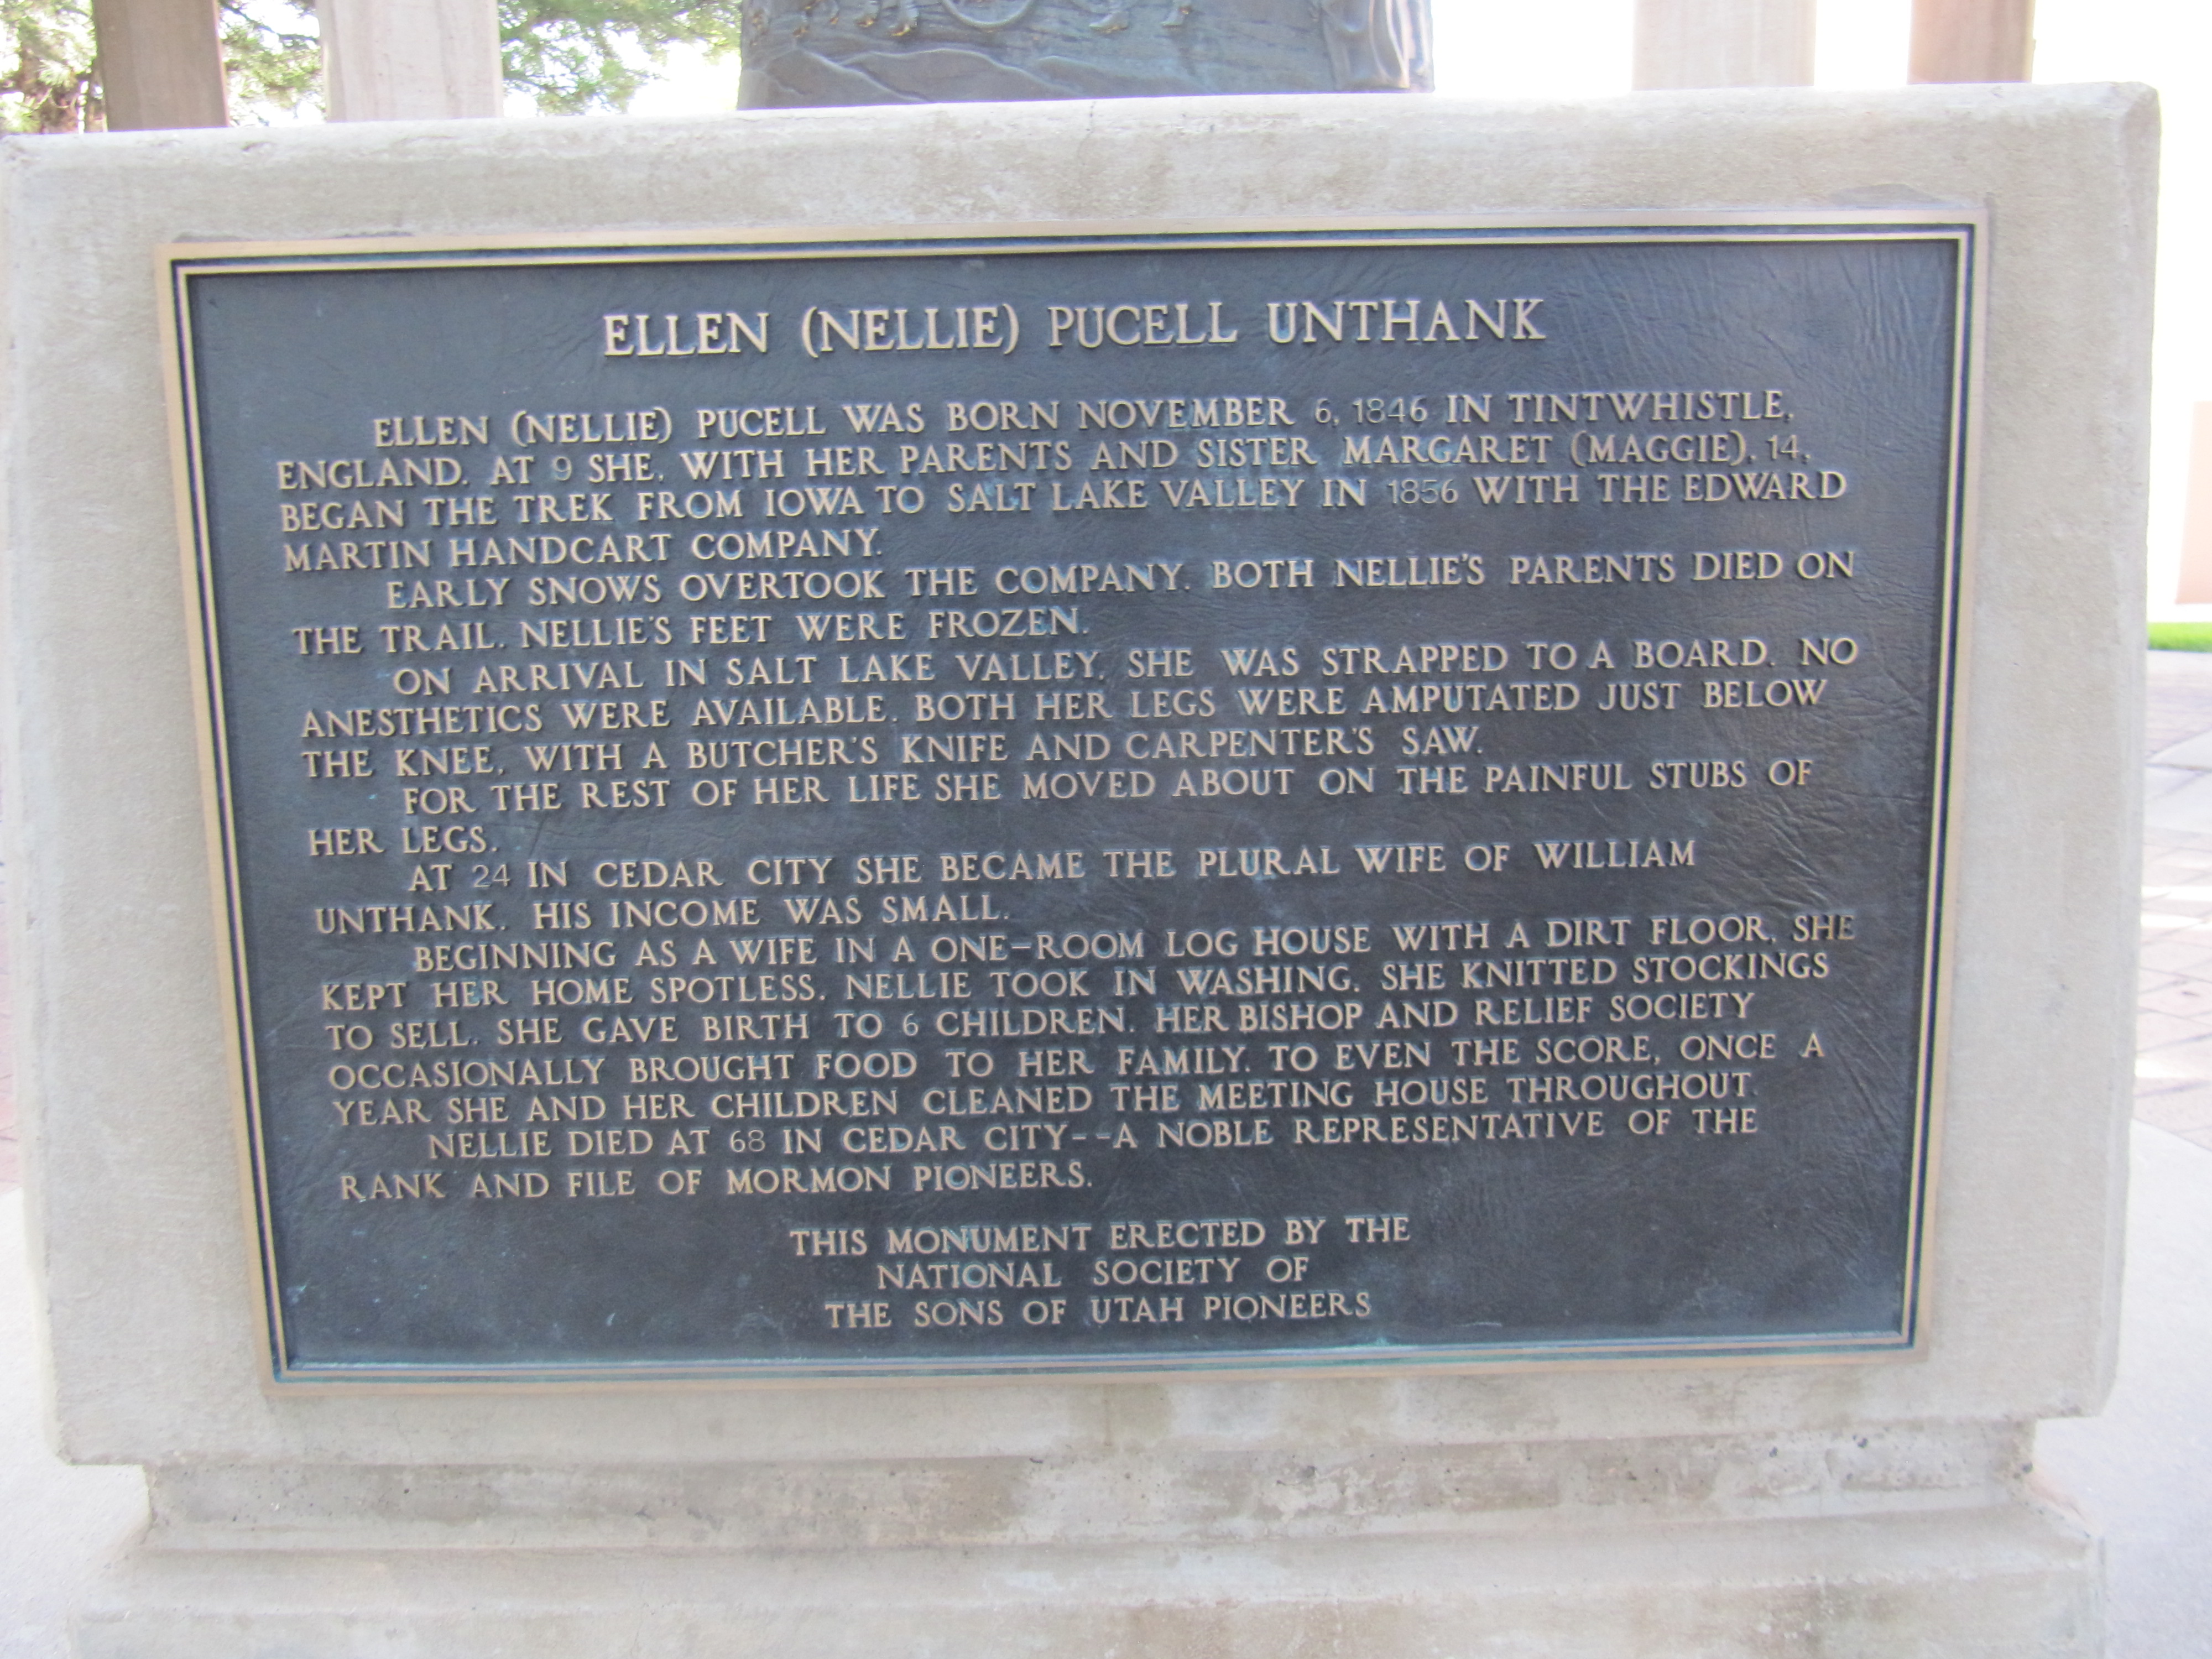 ELLEN (NELLIE) PUCELL UNTHANK
ELLEN (NELLIE) PUCELL WAS BORN NOVEMBER 6, 1846 IN TINTWHISTLE,
ENGLAND. AT 9 SHE, WITH HER PARENTS AND SISTER MARGARET (MAGGIE), 14,
BEGAN THE TREK FROM IOWA TO SALT LAKE VALLEY IN 1856 WITH THE EDWARD
MARTIN HANDCART COMPANY.
EARLY SNOWS OVERTOOK THE COMPANY. BOTH NELLIE'S PARENTS DIED ON
THE TRAIL. NELLIE'S FEET WERE FROZEN.
ON ARRIVAL IN SALT LAKE VALLEY, SHE WAS STRAPPED TO A BOARD. NO
ANESTHETICS WERE AVAILABLE. BOTH HER LEGS WERE AMPUTATED JUST BELOW
THE KNEE, WITH A BUTCHER'S KNIFE AND CARPENTER'S SAW.
FOR THE REST OF HER LIFE SHE MOVED ABOUT ON THE PAINFUL STUBS OF
HER LEGS.
AT 24 IN CEDAR CITY SHE BECAME THE PLURAL WIFE OF WILLIAM
UNTHANK. HIS INCOME WAS SMALL.
BEGINNING AS A WIFE IN A ONE-ROOM LOG HOUSE WITH A DIRT FLOOR, SHE
KEPT HER HOME SPOTLESS. NELLIE TOOK IN WASHING. SHE KNITTED STOCKINGS
TO SELL. SHE GAVE BIRTH TO 6 CHILDREN. HER BISHOP AND RELIEF SOCIETY
OCCASIONALLY BROUGHT FOOD TO HER FAMILY. TO EVEN THE SCORE, ONCE A
YEAR SHE AND HER CHILDREN CLEANED THE MEETING HOUSE THROUGHOUT.
NELLIE DIED AT 68 IN CEDAR CITY--A NOBLE REPRESENTATIVE OF THE
RANK AND FILE OF MORMON PIONEERS.
THIS MONUMENT ERECTED BY THE
NATIONAL SOCIETY OF
THE SONS OF UTAH PIONEERS